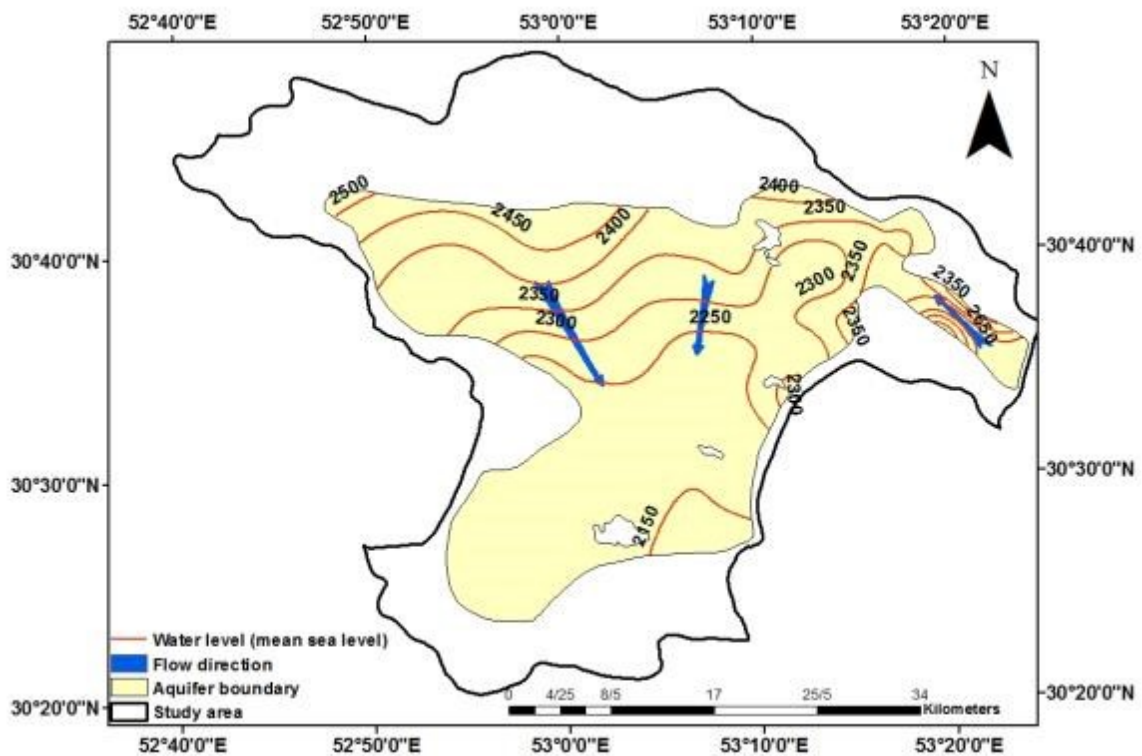 52°40'0"E 52°50'0"E 53°0'0"E 53°10'0"E 53°20'0"E
N
2500
2400
2450
2350
2400
30°40'0"N
30°40'0"N
2350
2350
2300
2350
2650
2300
2250
2350
2300
30°30'0"N
30°30'0"N
2150
Water level (mean sea level)
Flow direction
Aquifer boundary
Study area
0 4/25 8/5 17 25/5 34
Kilometers
30°20'0"N
30°20'0"N
52°40'0"E 52°50'0"E 53°0'0"E 53°10'0"E 53°20'0"E